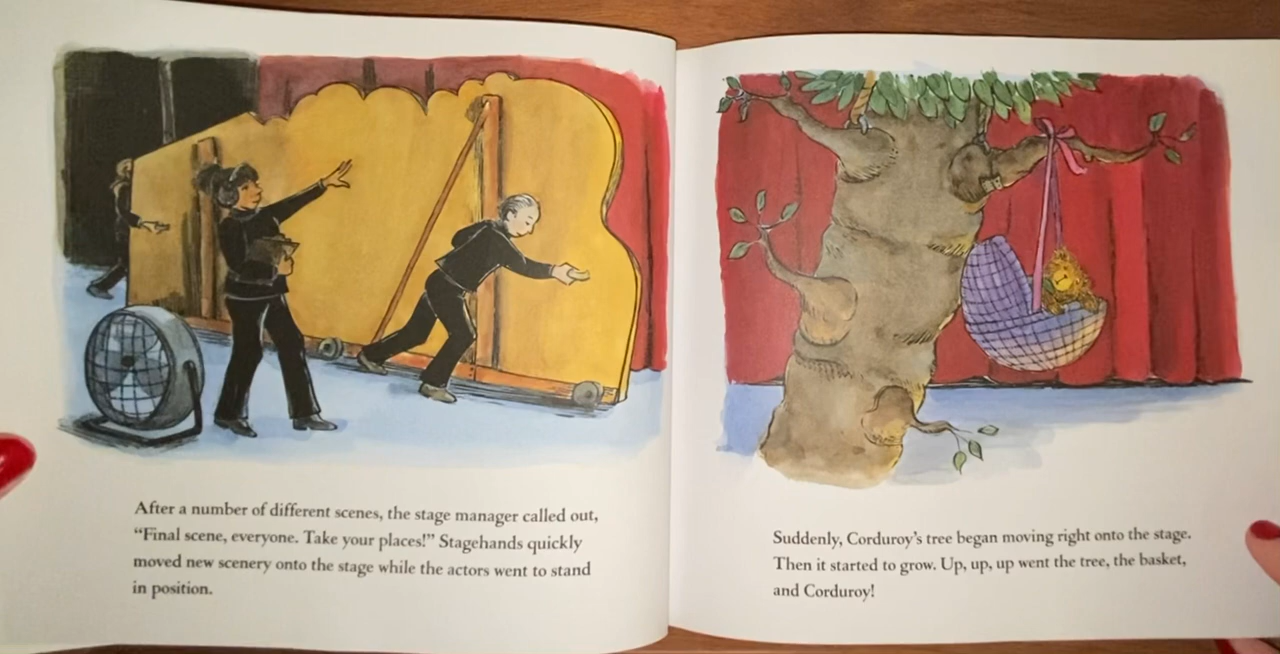 After a number of different scenes, the stage manager called out,
“Final scene, everyone. Take your places!” Stagehands quickly
moved new scenery onto the stage while the actors went to stand
in position.
Suddenly, Corduroy’s tree began moving right onto the stage.
Then it started to grow. Up, up, up went the tree, the basket,
and Corduroy!